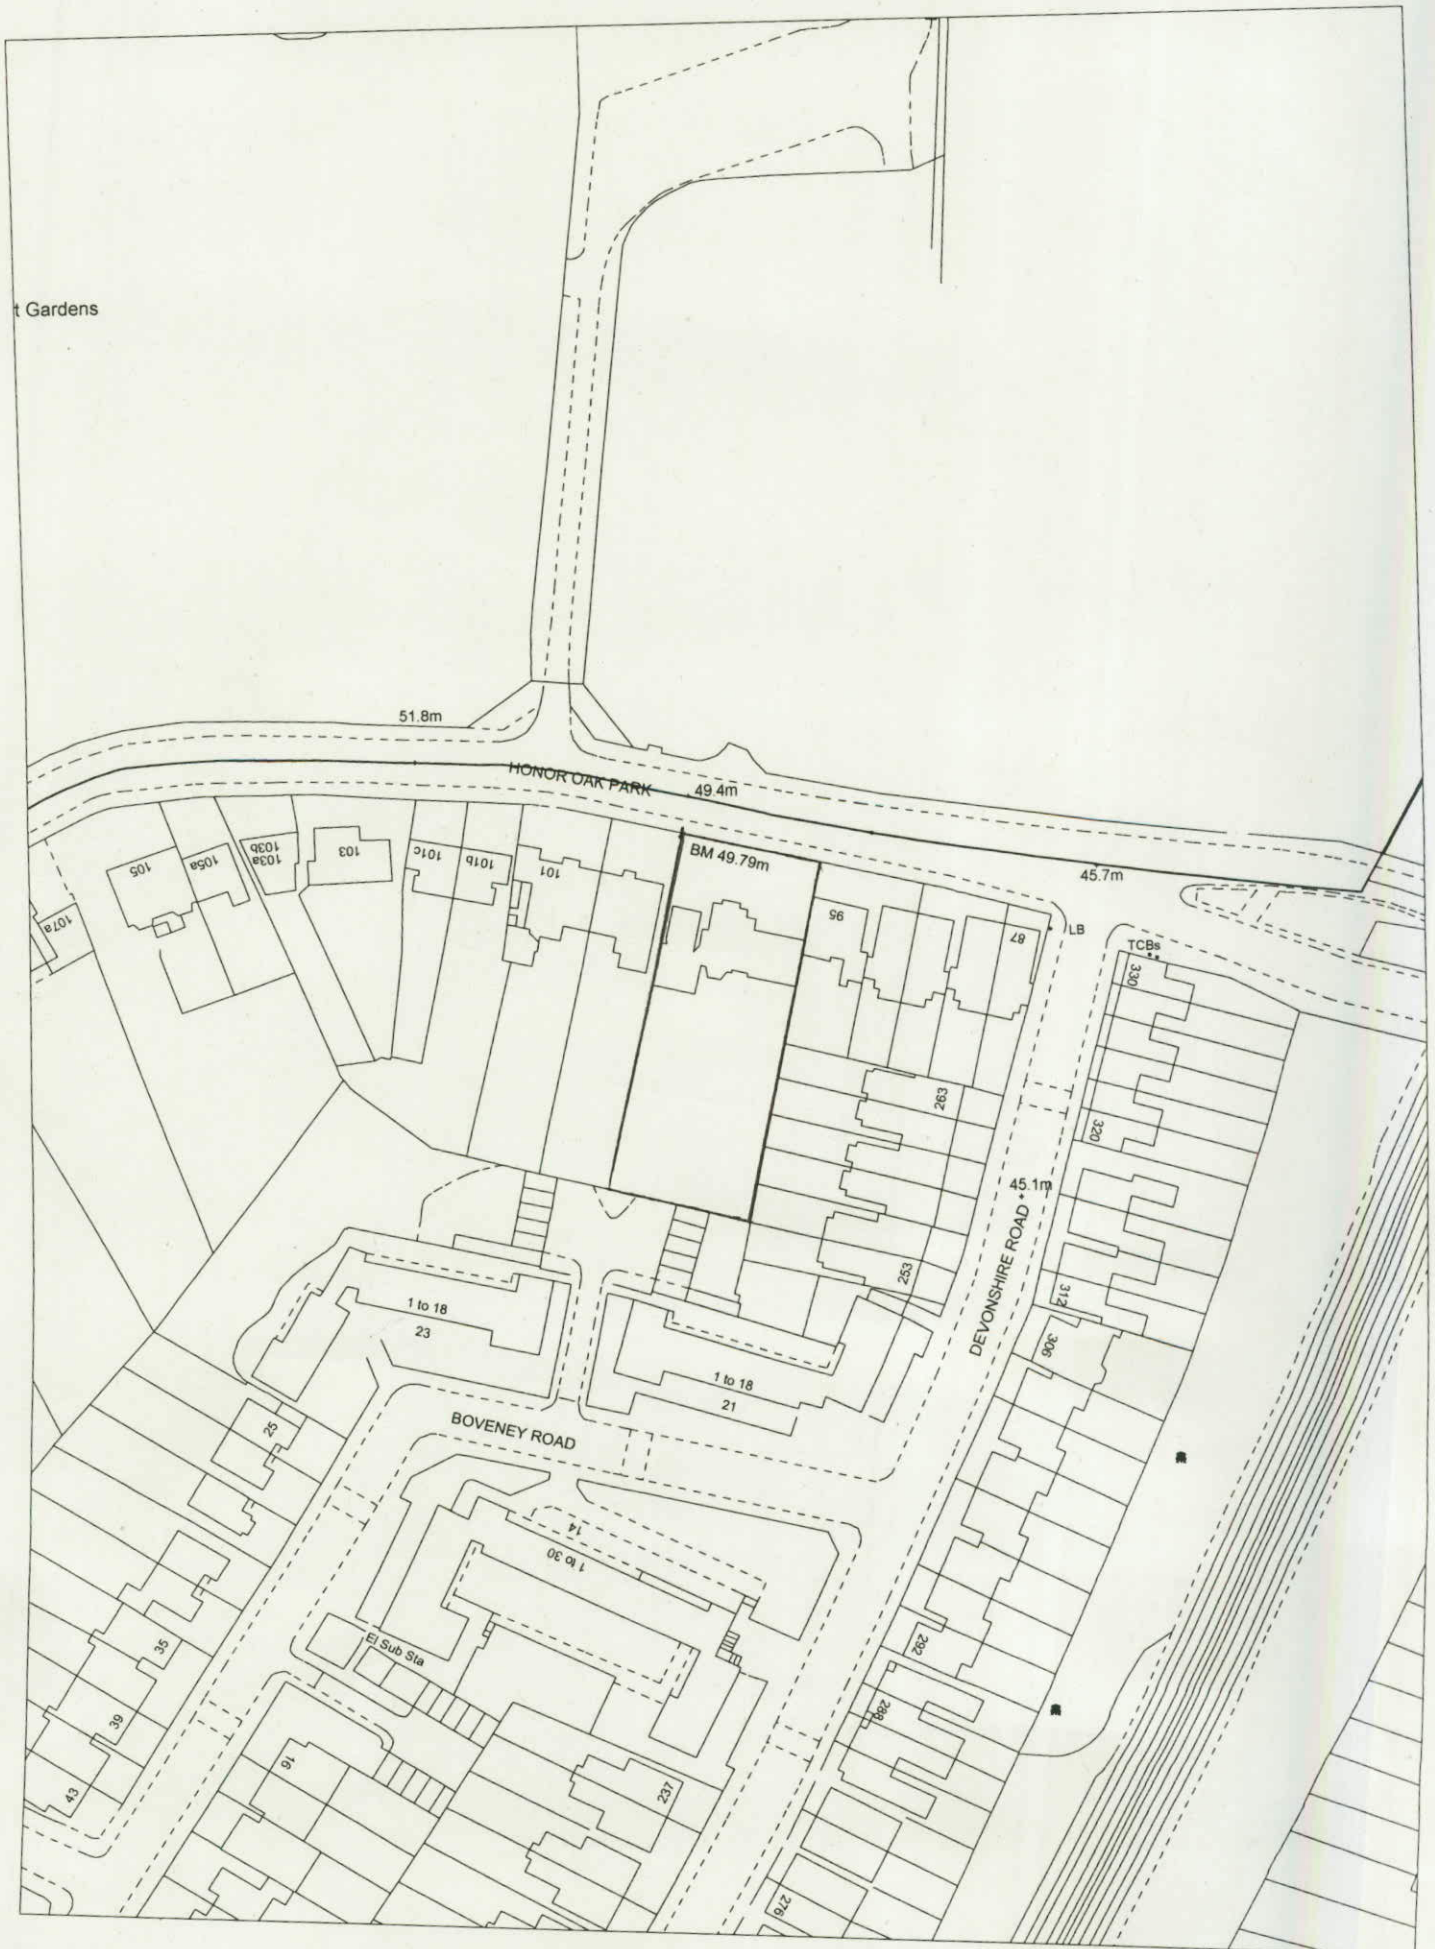 t Gardens
51.8m
HONOR OAK PARK
49.4m
BM 49.79m
45.7m
105
105a
103b
103a
103
101c
101b
101
95
87
LB
TCBs
330
107a
263
320
45.1m
DEVONSHIRE ROAD
253
312
306
1 to 18
23
1 to 18
21
BOVENEY ROAD
25
14
1 to 30
El Sub Sta
35
292
39
288
16
43
237
276